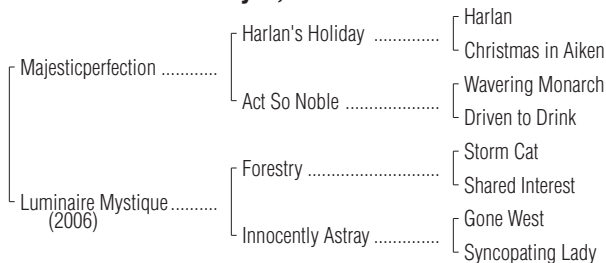 Harlan
Harlan's Holiday ..............
Christmas in Aiken
Majesticperfection ...........
Wavering Monarch
Act So Noble ....................
Driven to Drink
Storm Cat
Forestry ...........................
Shared Interest
Luminaire Mystique .........
(2006)
Gone West
Innocently Astray ..............
Syncopating Lady